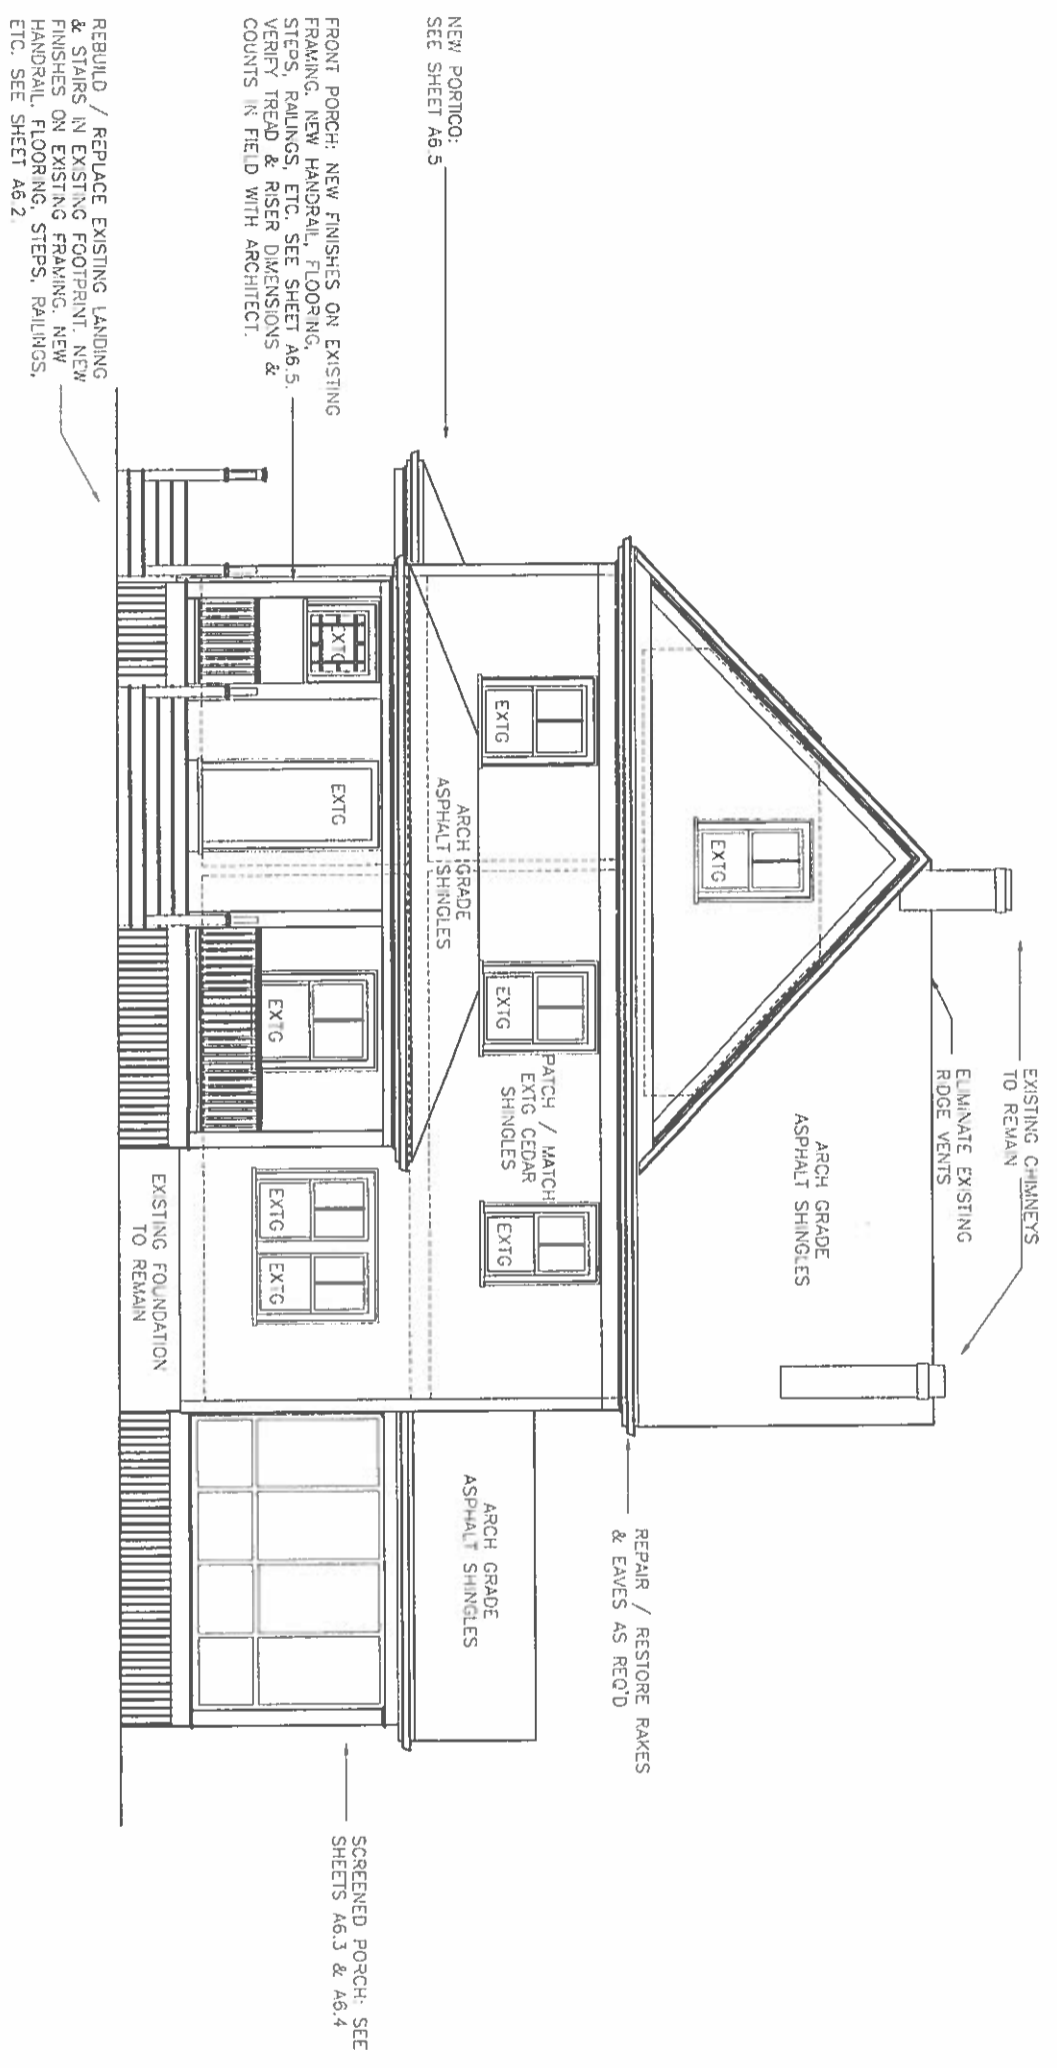 NEW PORTICO:
SEE SHEET A6.5
FRONT PORCH: NEW FINISHES ON EXISTING
FRAMING. NEW HANDRAIL, FLOORING,
STEPS, RAILINGS, ETC. SEE SHEET A6.5.
VERIFY TREAD & RISER DIMENSIONS &
COUNTS IN FIELD WITH ARCHITECT.
REBUILD / REPLACE EXISTING LANDING
& STAIRS IN EXISTING FOOTPRINT. NEW
FINISHES ON EXISTING FRAMING. NEW
HANDRAIL, FLOORING, STEPS, RAILINGS,
ETC. SEE SHEET A6.2.
EXISTING CHIMNEYS
TO REMAIN
ELIMINATE EXISTING
RIDGE VENTS
ARCH GRADE
ASPHALT SHINGLES
EXTG
REPAIR / RESTORE RAKES
& EAVES AS REQ'D
EXTG
EXTG
PATCH / MATCH
EXTG CEDAR
SHINGLES
EXTG
ARCH GRADE
ASPHALT SHINGLES
ARCH GRADE
ASPHALT SHINGLES
EXTG
EXTG
EXTG
EXTG
EXTG
EXISTING FOUNDATION
TO REMAIN
SCREENED PORCH: SEE
SHEETS A6.3 & A6.4